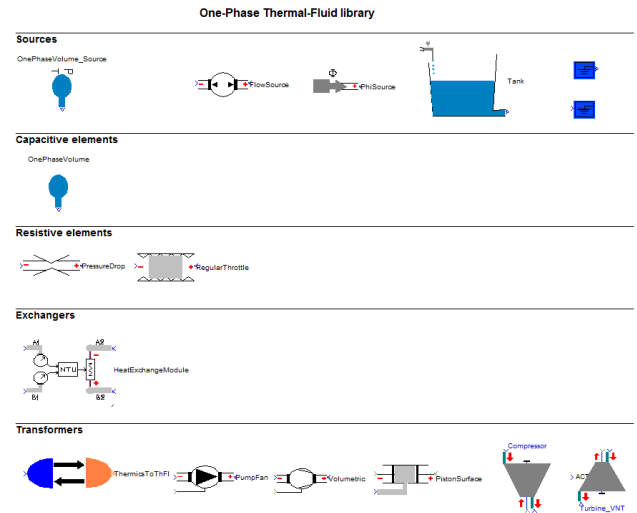 One-Phase Thermal-Fluid library
Sources
OnePhaseVolume_Source
T P
FlowSource
Φ
PhiSource
Tank
Capacitive elements
OnePhaseVolume
Resistive elements
PressureDrop
RegularThrottle
Exchangers
A1 A2
NTU
HeatExchangeModule
B1 B2
Transformers
ThermicsToThFl
PumpFan
Volumetric
PistonSurface
Compressor
ACT
Turbine_VNT